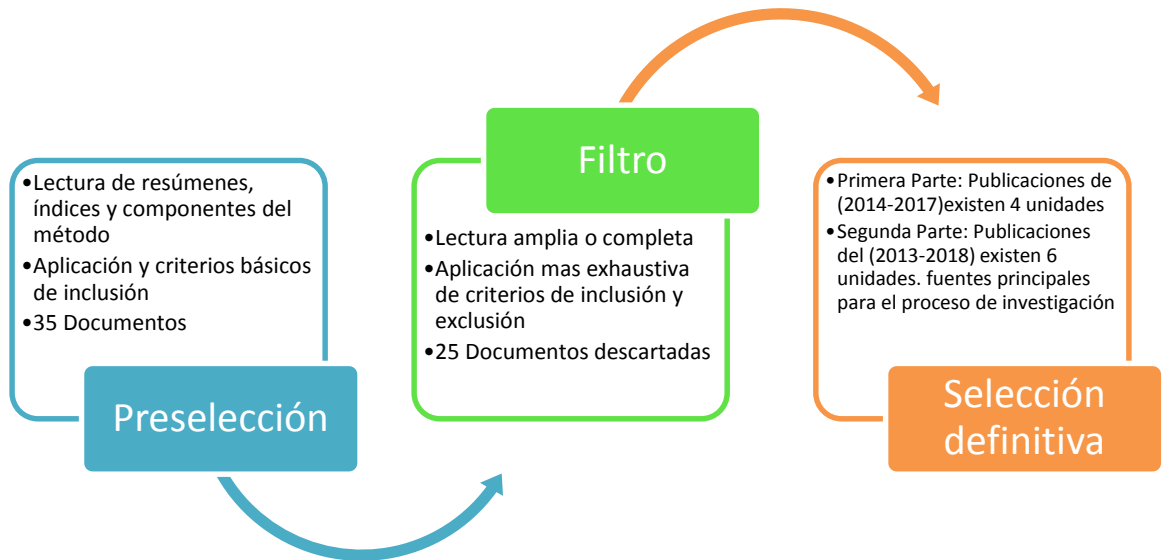 •Lectura de resúmenes,
índices y componentes del
método
•Aplicación y criterios básicos
de inclusión
•35 Documentos
Preselección
Filtro
•Lectura amplia o completa
•Aplicación mas exhaustiva
de criterios de inclusión y
exclusión
•25 Documentos descartadas
•Primera Parte: Publicaciones de
(2014-2017)existen 4 unidades
•Segunda Parte: Publicaciones
del (2013-2018) existen 6
unidades. fuentes principales
para el proceso de investigación
Selección
definitiva